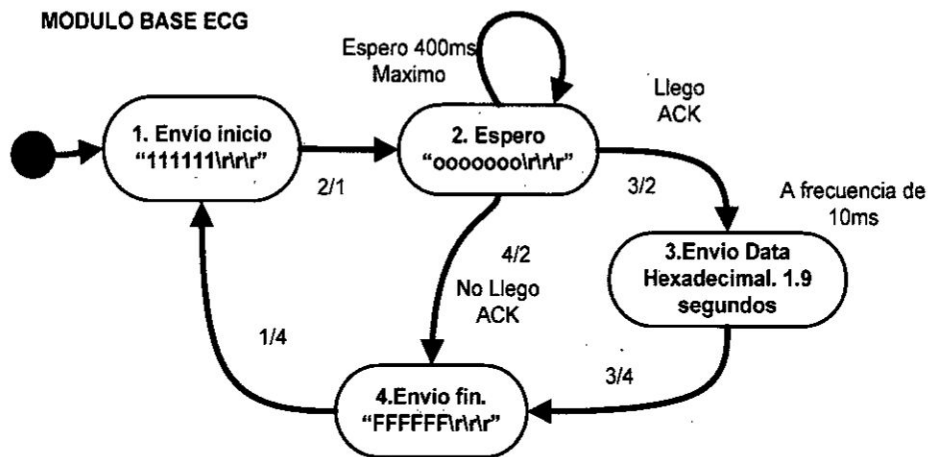 MODULO BASE ECG
Espero 400ms
Maximo
Llego
ACK
1. Envío inicio
“111111\r\r\r”
2. Espero
“ooooooo\r\r\r”
2/1
3/2
A frecuencia de
10ms
3.Envio Data
Hexadecimal. 1.9
segundos
4/2
No Llego
ACK
1/4
3/4
4.Envio fin.
“FFFFFF\r\r\r”